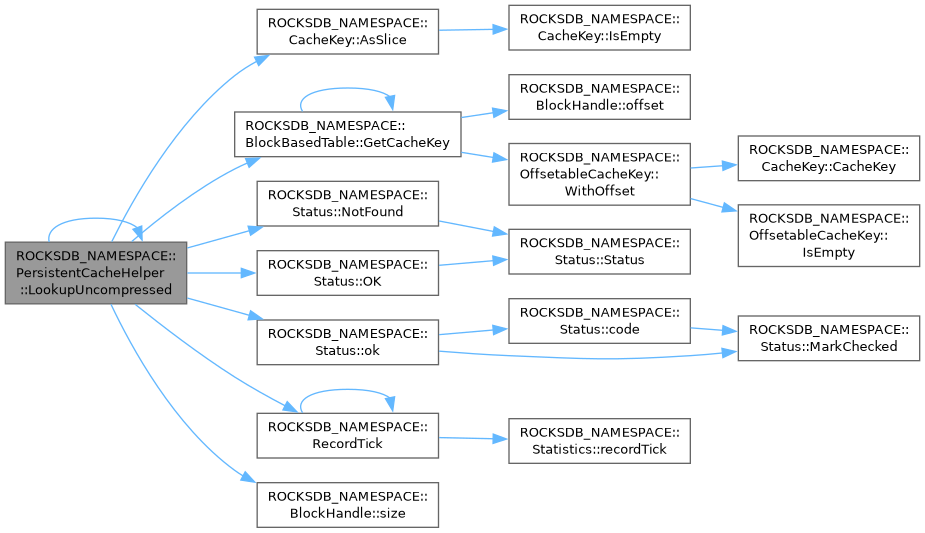 ROCKSDB_NAMESPACE::
PersistentCacheHelper
::LookupUncompressed
ROCKSDB_NAMESPACE::
CacheKey::AsSlice
ROCKSDB_NAMESPACE::
CacheKey::IsEmpty
ROCKSDB_NAMESPACE::
BlockBasedTable::GetCacheKey
ROCKSDB_NAMESPACE::
BlockHandle::offset
ROCKSDB_NAMESPACE::
OffsetableCacheKey::
WithOffset
ROCKSDB_NAMESPACE::
CacheKey::CacheKey
ROCKSDB_NAMESPACE::
OffsetableCacheKey::
IsEmpty
ROCKSDB_NAMESPACE::
Status::NotFound
ROCKSDB_NAMESPACE::
Status::Status
ROCKSDB_NAMESPACE::
Status::OK
ROCKSDB_NAMESPACE::
Status::ok
ROCKSDB_NAMESPACE::
Status::code
ROCKSDB_NAMESPACE::
Status::MarkChecked
ROCKSDB_NAMESPACE::
RecordTick
ROCKSDB_NAMESPACE::
Statistics::recordTick
ROCKSDB_NAMESPACE::
BlockHandle::size